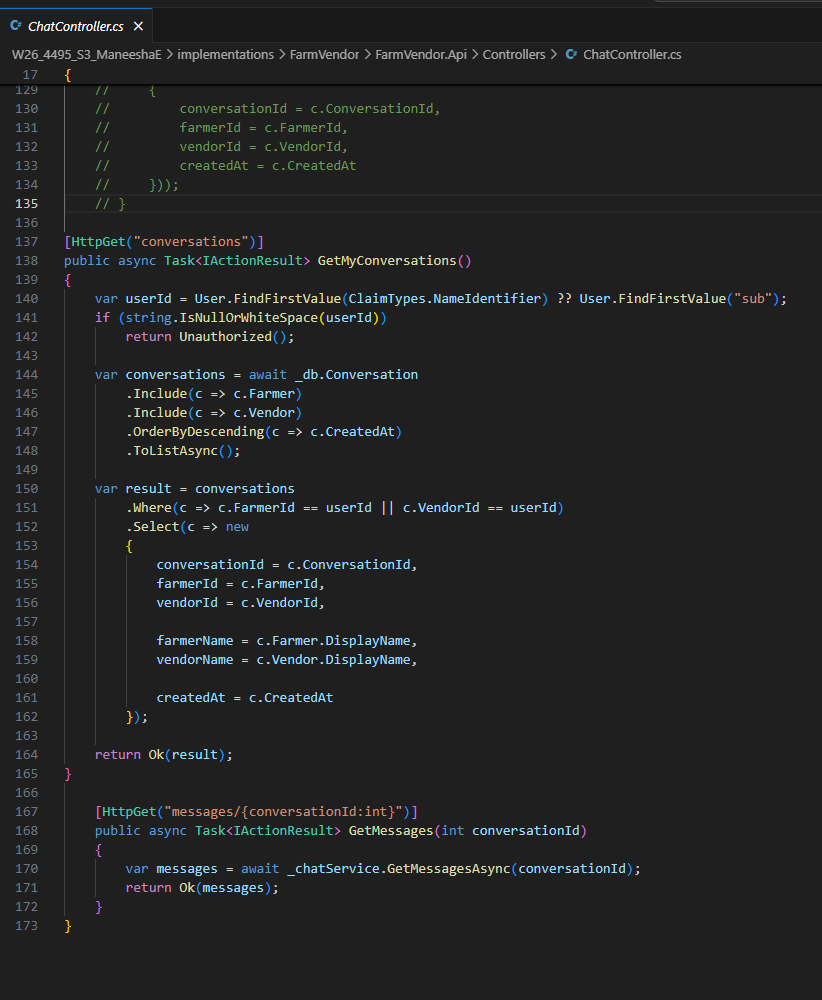 C# ChatController.cs ×
W26_4495_S3_ManeeshaE > implementations > FarmVendor > FarmVendor.Api > Controllers > C# ChatController.cs
17 {
129 //     {
130 //         conversationId = c.ConversationId,
131 //         farmerId = c.FarmerId,
132 //         vendorId = c.VendorId,
133 //         createdAt = c.CreatedAt
134 //     }));
135 // }
136
137 [HttpGet("conversations")]
138 public async Task<IActionResult> GetMyConversations()
139 {
140     var userId = User.FindFirstValue(ClaimTypes.NameIdentifier) ?? User.FindFirstValue("sub");
141     if (string.IsNullOrWhiteSpace(userId))
142         return Unauthorized();
143
144     var conversations = await _db.Conversation
145         .Include(c => c.Farmer)
146         .Include(c => c.Vendor)
147         .OrderByDescending(c => c.CreatedAt)
148         .ToListAsync();
149
150     var result = conversations
151         .Where(c => c.FarmerId == userId || c.VendorId == userId)
152         .Select(c => new
153         {
154             conversationId = c.ConversationId,
155             farmerId = c.FarmerId,
156             vendorId = c.VendorId,
157
158             farmerName = c.Farmer.DisplayName,
159             vendorName = c.Vendor.DisplayName,
160
161             createdAt = c.CreatedAt
162         });
163
164     return Ok(result);
165 }
166
167     [HttpGet("messages/{conversationId:int}")]
168     public async Task<IActionResult> GetMessages(int conversationId)
169     {
170         var messages = await _chatService.GetMessagesAsync(conversationId);
171         return Ok(messages);
172     }
173 }